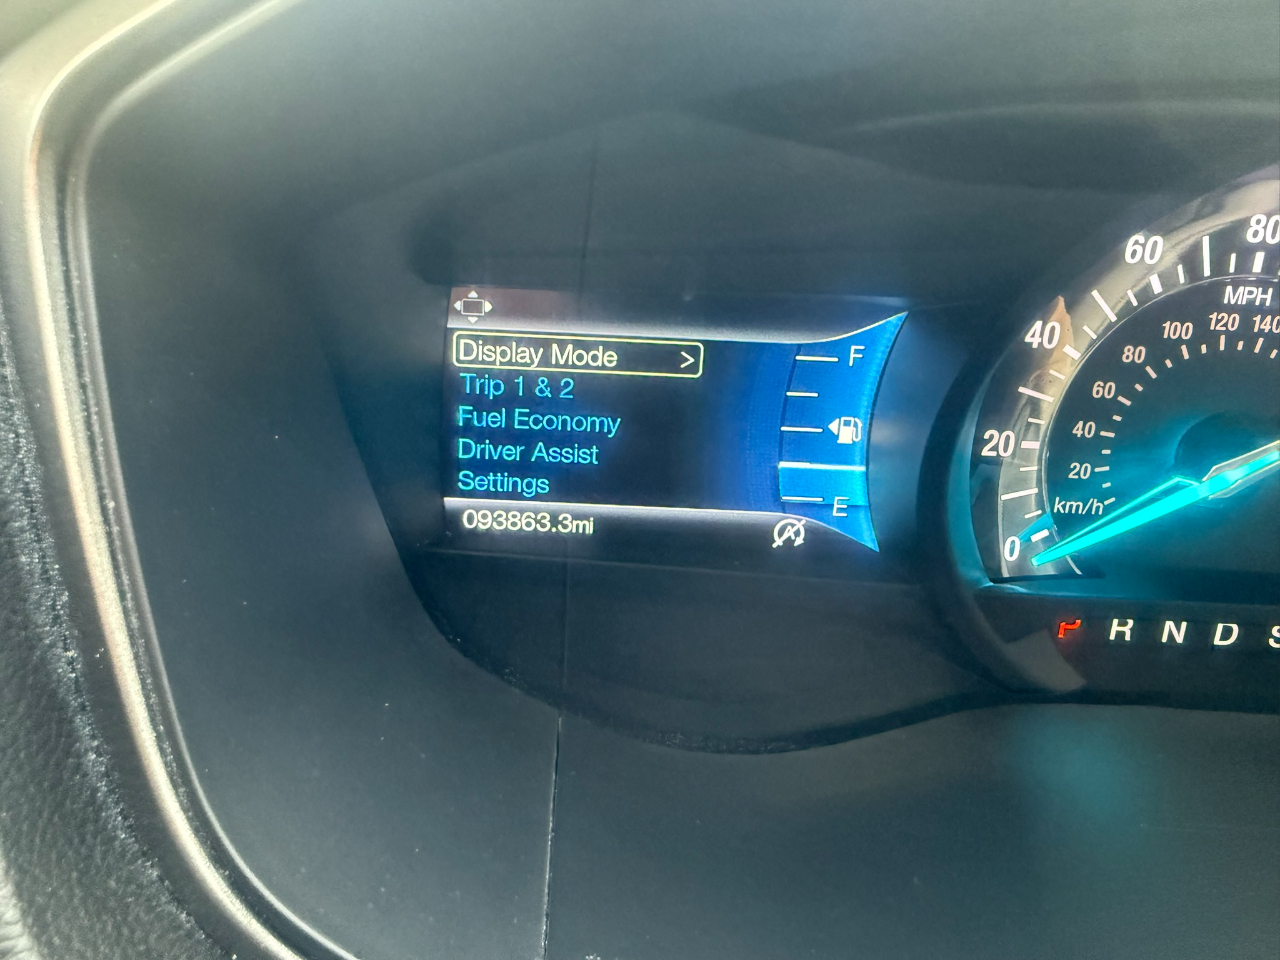 Display Mode >
Trip 1 & 2
Fuel Economy
Driver Assist
Settings
093863.3mi
F
E
A
0
20
40
60
80
MPH
km/h
20
40
60
80
100
120
140
P R N D S